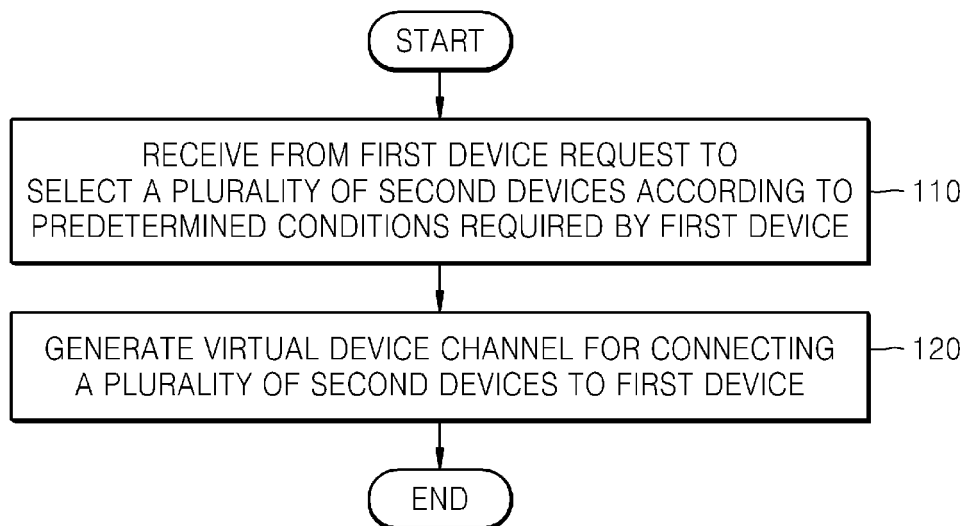 START
RECEIVE FROM FIRST DEVICE REQUEST TO
SELECT A PLURALITY OF SECOND DEVICES ACCORDING TO
PREDETERMINED CONDITIONS REQUIRED BY FIRST DEVICE
110
GENERATE VIRTUAL DEVICE CHANNEL FOR CONNECTING
A PLURALITY OF SECOND DEVICES TO FIRST DEVICE
120
END